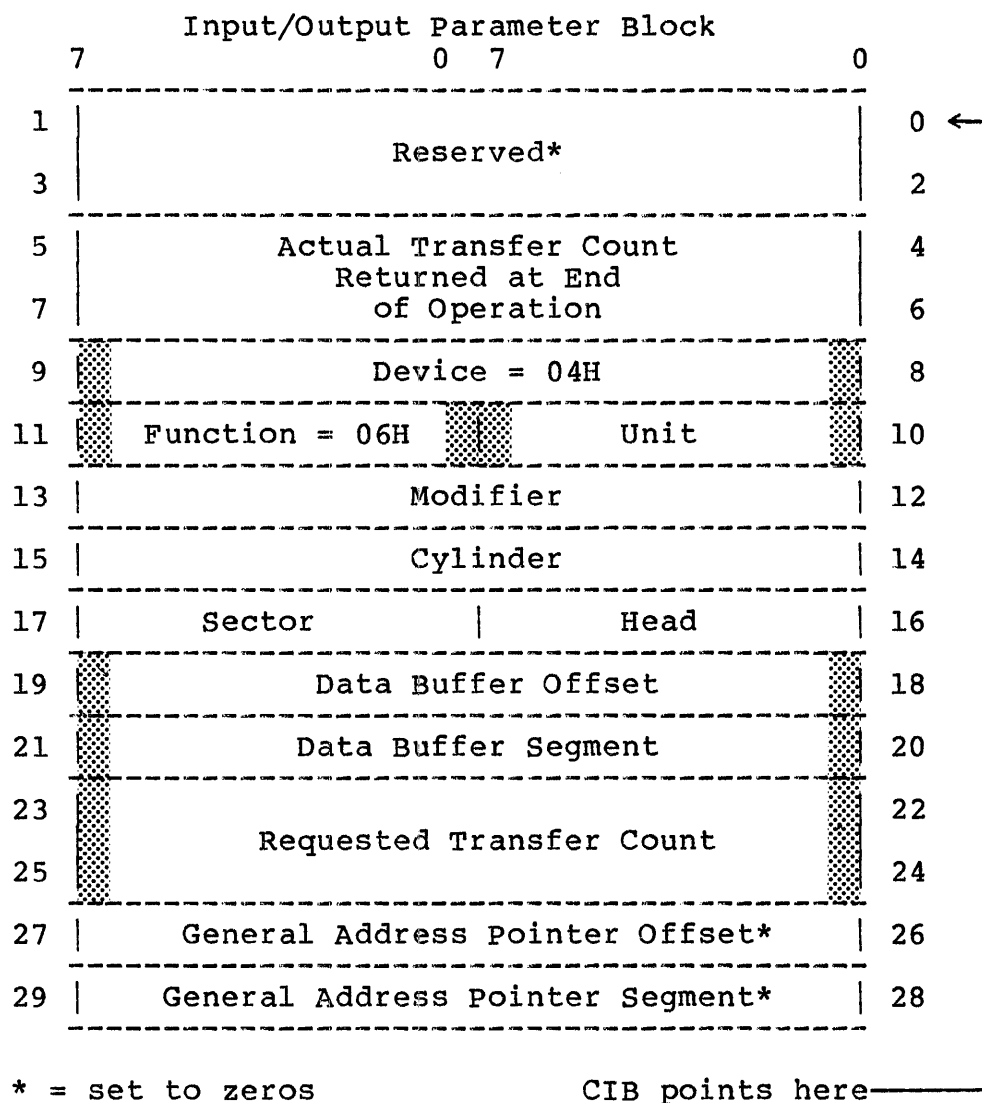 Input/Output Parameter Block
7 0 7 0
1 0
Reserved*
3 2
5 Actual Transfer Count 4
Returned at End
7 of Operation 6
9 Device = 04H 8
11 Function = 06H Unit 10
13 Modifier 12
15 Cylinder 14
17 Sector Head 16
19 Data Buffer Offset 18
21 Data Buffer Segment 20
23 22
Requested Transfer Count
25 24
27 General Address Pointer Offset* 26
29 General Address Pointer Segment* 28
* = set to zeros CIB points here